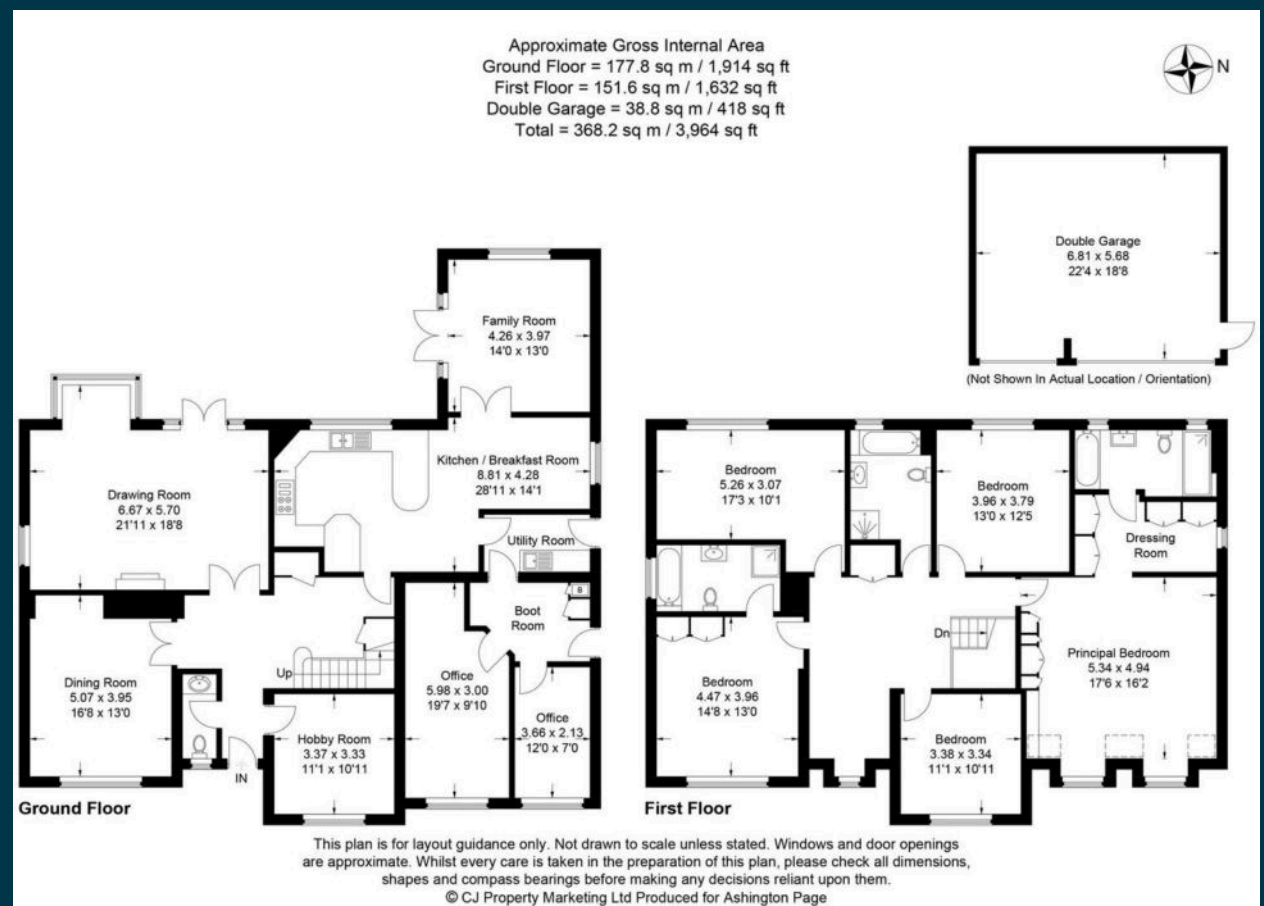 Approximate Gross Internal Area
Ground Floor = 177.8 sq m / 1,914 sq ft
First Floor = 151.6 sq m / 1,632 sq ft
Double Garage = 38.8 sq m / 418 sq ft
Total = 368.2 sq m / 3,964 sq ft
N
Double Garage
6.81 x 5.68
22'4 x 18'8
(Not Shown In Actual Location / Orientation)
Family Room
4.26 x 3.97
14'0 x 13'0
Kitchen / Breakfast Room
8.81 x 4.28
28'11 x 14'1
Drawing Room
6.67 x 5.70
21'11 x 18'8
Utility Room
Boot
Room
B
Up
Dining Room
5.07 x 3.95
16'8 x 13'0
Office
5.98 x 3.00
19'7 x 9'10
Office
3.66 x 2.13
12'0 x 7'0
Hobby Room
3.37 x 3.33
11'1 x 10'11
IN
Ground Floor
Bedroom
5.26 x 3.07
17'3 x 10'1
Bedroom
3.96 x 3.79
13'0 x 12'5
Dressing
Room
Dn
Principal Bedroom
5.34 x 4.94
17'6 x 16'2
Bedroom
4.47 x 3.96
14'8 x 13'0
Bedroom
3.38 x 3.34
11'1 x 10'11
First Floor
This plan is for layout guidance only. Not drawn to scale unless stated. Windows and door openings
are approximate. Whilst every care is taken in the preparation of this plan, please check all dimensions,
shapes and compass bearings before making any decisions reliant upon them.
© CJ Property Marketing Ltd Produced for Ashington Page